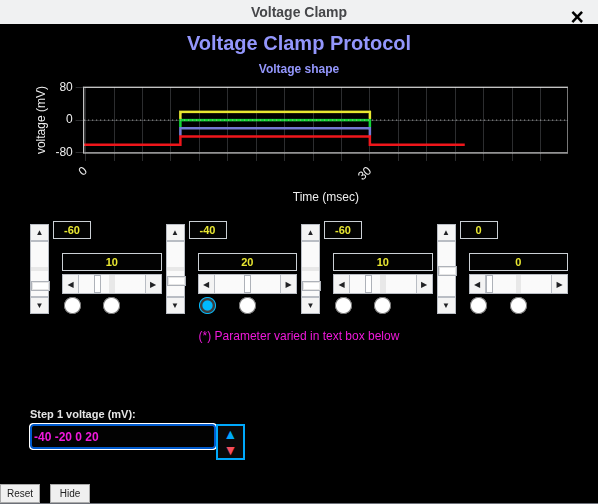 Voltage Clamp
×
Voltage Clamp Protocol
Voltage shape
voltage (mV)
80
0
-80
0
30
Time (msec)
-60
-40
-60
0
10
20
10
0
(*) Parameter varied in text box below
Step 1 voltage (mV):
-40 -20 0 20
Reset
Hide